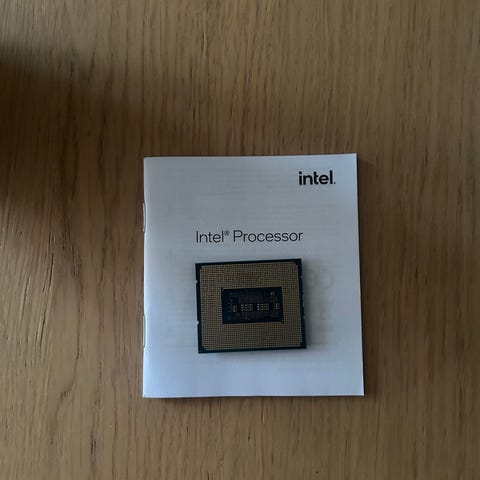 intel.
Intel® Processor